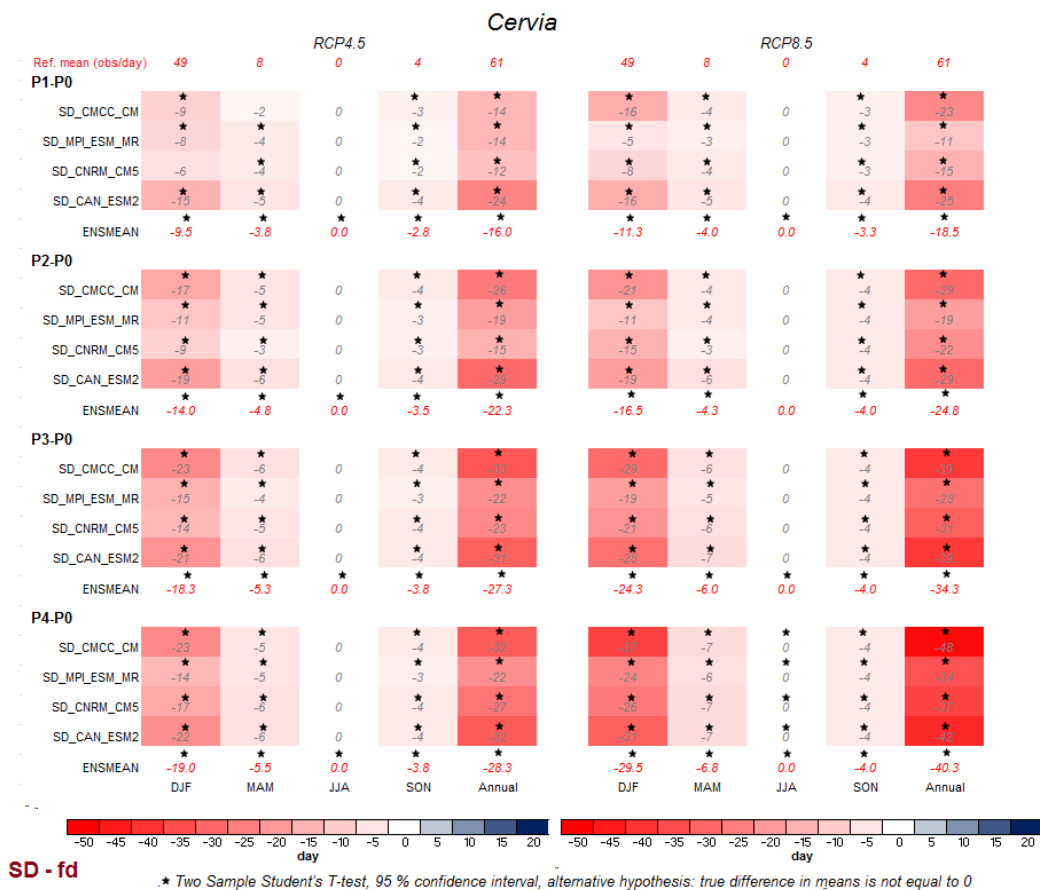 Cervia
RCP4.5 RCP8.5
Ref. mean (obs/day) 49 8 0 4 61 49 8 0 4 61
P1-P0
SD_CMCC_CM -9 -2 0 -3 -14 -16 -4 0 -3 -23
SD_MPI_ESM_MR -8 -4 0 -2 -14 -5 -3 0 -3 -11
SD_CNRM_CM5 -6 -4 0 -2 -12 -8 -4 0 -3 -15
SD_CAN_ESM2 -15 -5 0 -4 -24 -16 -5 0 -4 -25
ENSMEAN -9.5 -3.8 0.0 -2.8 -16.0 -11.3 -4.0 0.0 -3.3 -18.5
P2-P0
SD_CMCC_CM -17 -5 0 -4 -26 -21 -4 0 -4 -29
SD_MPI_ESM_MR -11 -5 0 -3 -19 -11 -4 0 -4 -19
SD_CNRM_CM5 -9 -3 0 -3 -15 -15 -3 0 -4 -22
SD_CAN_ESM2 -19 -6 0 -4 -29 -19 -6 0 -4 -29
ENSMEAN -14.0 -4.8 0.0 -3.5 -22.3 -16.5 -4.3 0.0 -4.0 -24.8
P3-P0
SD_CMCC_CM -23 -6 0 -4 -33 -29 -6 0 -4 -39
SD_MPI_ESM_MR -15 -4 0 -3 -22 -19 -5 0 -4 -28
SD_CNRM_CM5 -14 -5 0 -4 -23 -21 -6 0 -4 -31
SD_CAN_ESM2 -21 -6 0 -4 -31 -28 -7 0 -4
ENSMEAN -18.3 -5.3 0.0 -3.8 -27.3 -24.3 -6.0 0.0 -4.0 -34.3
P4-P0
SD_CMCC_CM -23 -5 0 -4 -32 -37 -7 0 -4 -48
SD_MPI_ESM_MR -14 -5 0 -3 -22 -24 -6 0 -4 -34
SD_CNRM_CM5 -17 -6 0 -4 -27 -26 -7 0 -4 -37
SD_CAN_ESM2 -22 -6 0 -4 -32 -31 -7 0 -4 -42
ENSMEAN -19.0 -5.5 0.0 -3.8 -28.3 -29.5 -6.8 0.0 -4.0 -40.3
DJF MAM JJA SON Annual DJF MAM JJA SON Annual
-50 -45 -40 -35 -30 -25 -20 -15 -10 -5 0 5 10 15 20 -50 -45 -40 -35 -30 -25 -20 -15 -10 -5 0 5 10 15 20
day day
SD - fd
★ Two Sample Student's T-test, 95 % confidence interval, alternative hypothesis: true difference in means is not equal to 0